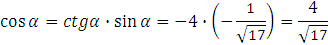 cos α = ctgα · sin α = −4 · (−1/√17) = 4/√17